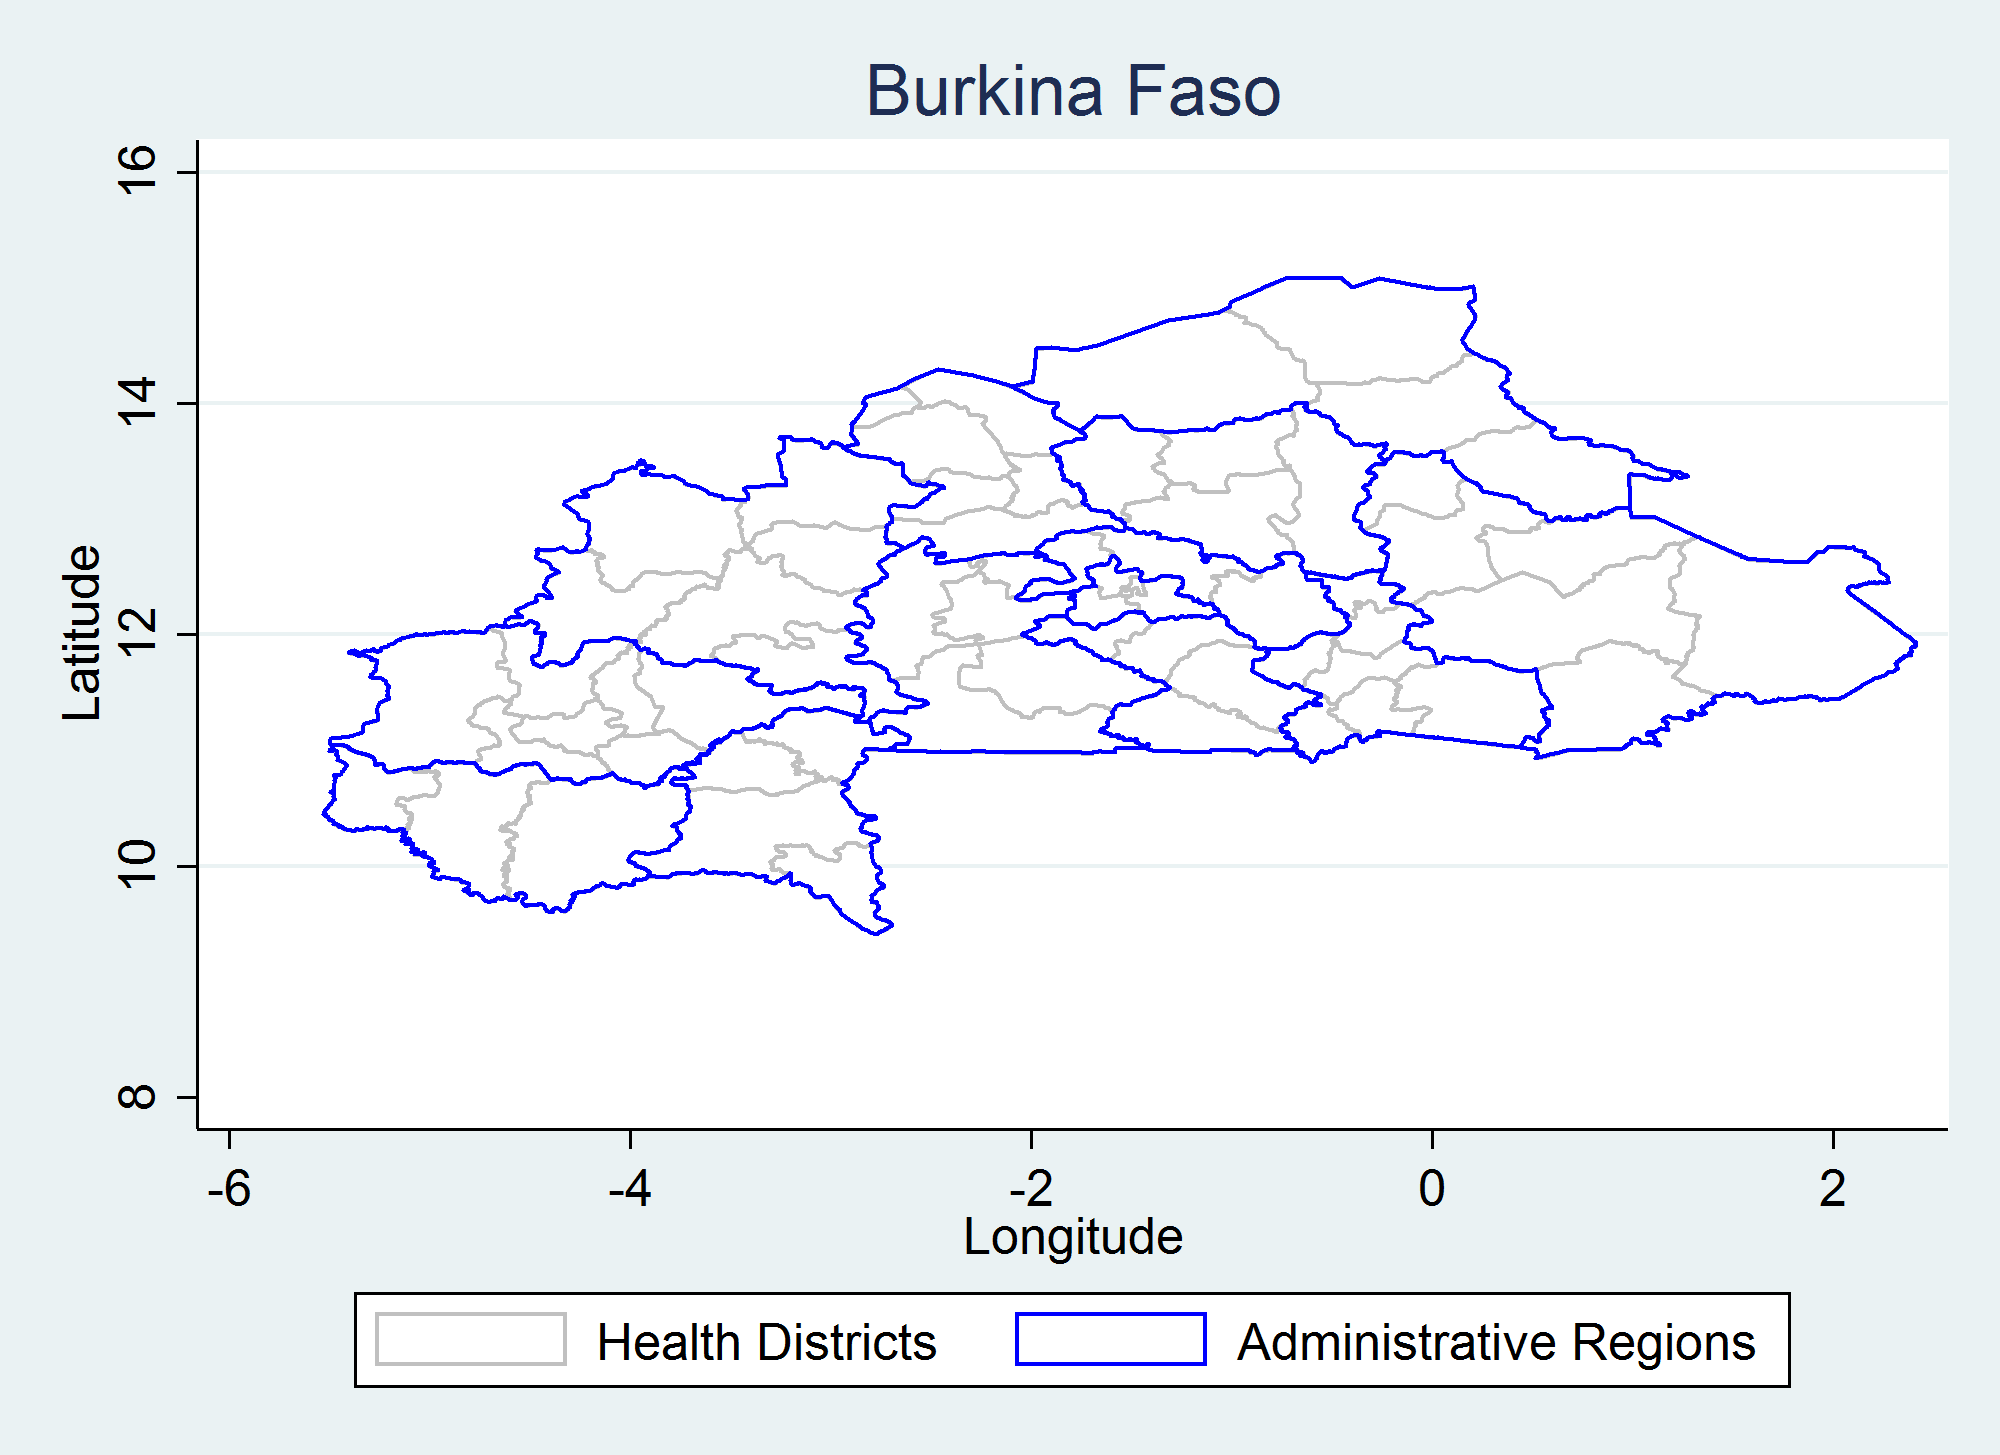 Burkina Faso
16
14
12
10
8
Latitude
-6 -4 -2 0 2
Longitude
Health Districts Administrative Regions